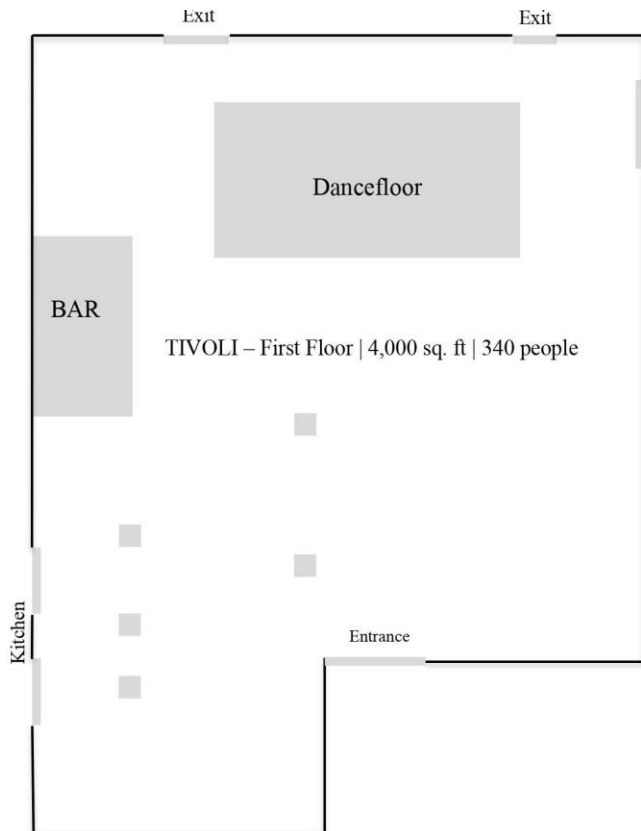 Exit
Exit
Dancefloor
BAR
TIVOLI – First Floor | 4,000 sq. ft | 340 people
Kitchen
Entrance